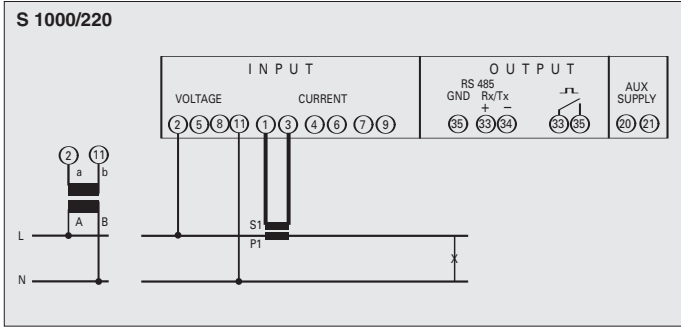 S 1000/220
INPUT
OUTPUT
VOLTAGE
CURRENT
RS 485
GND Rx/Tx
+ −
AUX
SUPPLY
2 5 8 11 1 3 4 6 7 9
35 33 34 33 35 20 21
2 11
a b
A B
S1
P1
L
N
X